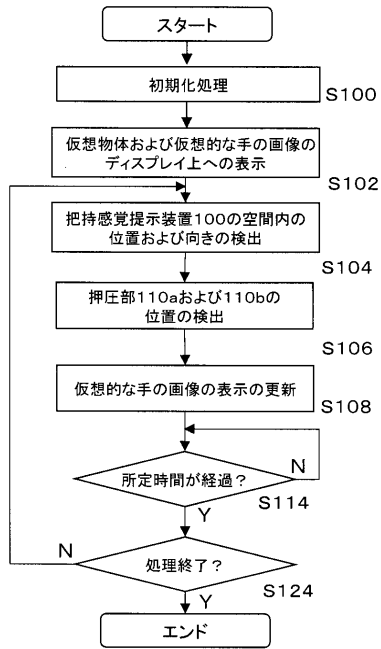 スタート
初期化処理
S100
仮想物体および仮想的な手の画像の
ディスプレイ上への表示
S102
把持感覚提示装置100の空間内の
位置および向きの検出
S104
押圧部110aおよび110bの
位置の検出
S106
仮想的な手の画像の表示の更新
S108
所定時間が経過?
N
S114
Y
N
処理終了?
S124
Y
エンド